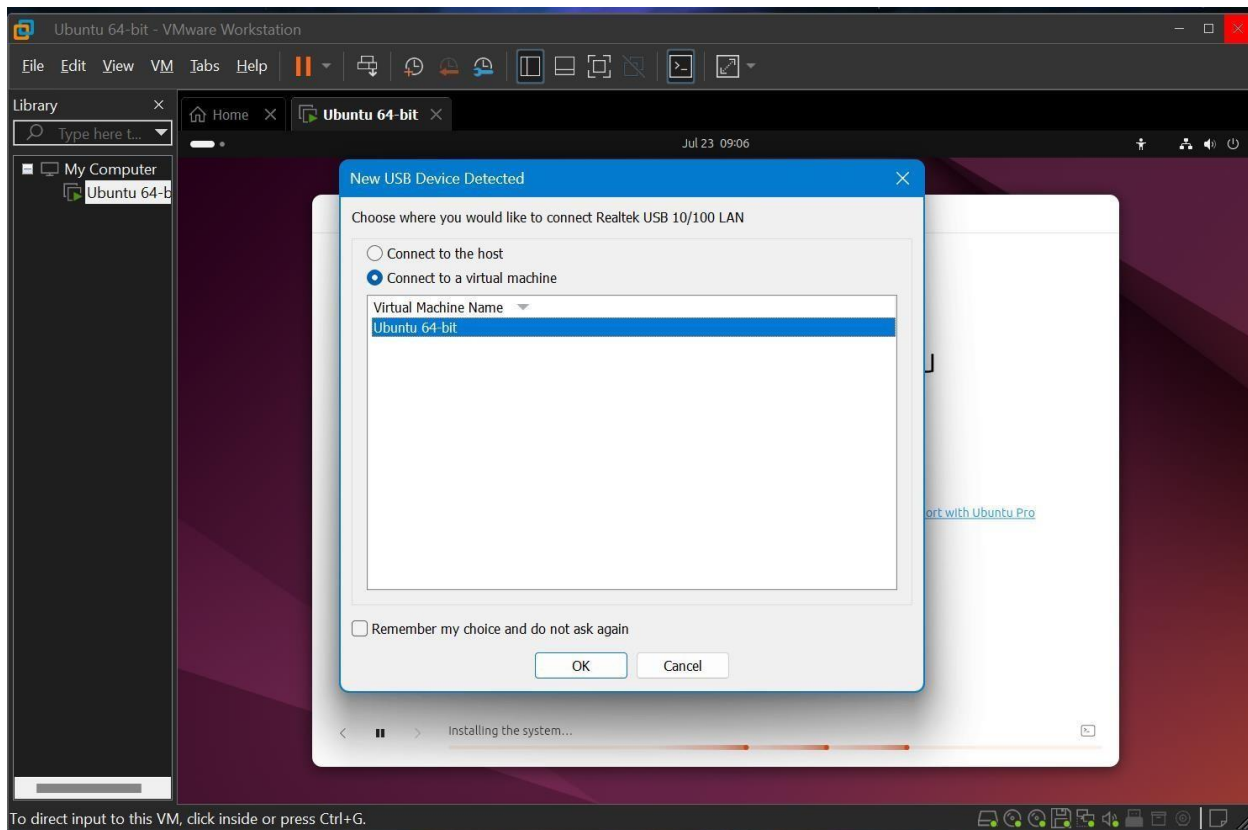 Ubuntu 64-bit - VMware Workstation
File Edit View VM Tabs Help
Library
Type here t...
My Computer
Ubuntu 64-b
Home
Ubuntu 64-bit
Jul 23 09:06
New USB Device Detected
Choose where you would like to connect Realtek USB 10/100 LAN
Connect to the host
Connect to a virtual machine
Virtual Machine Name
Ubuntu 64-bit
ort with Ubuntu Pro
Remember my choice and do not ask again
OK Cancel
Installing the system...
To direct input to this VM, click inside or press Ctrl+G.